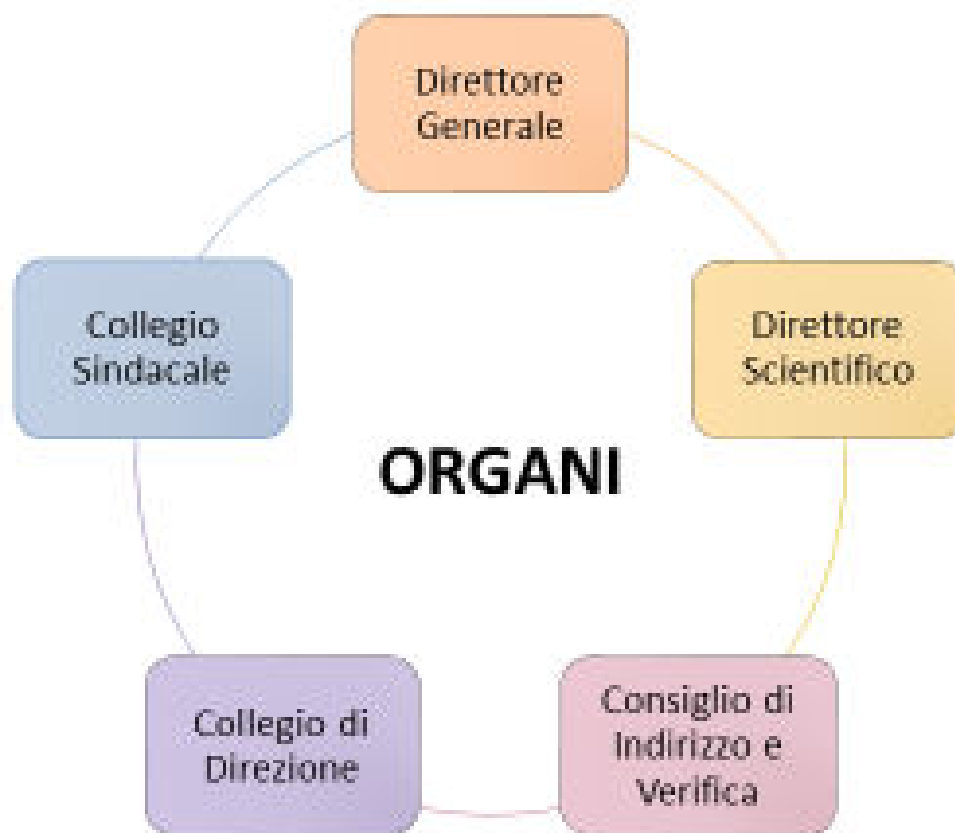 Direttore
Generale
Direttore
Scientifico
Consiglio di
Indirizzo e
Verifica
Collegio di
Direzione
Collegio
Sindacale
ORGANI